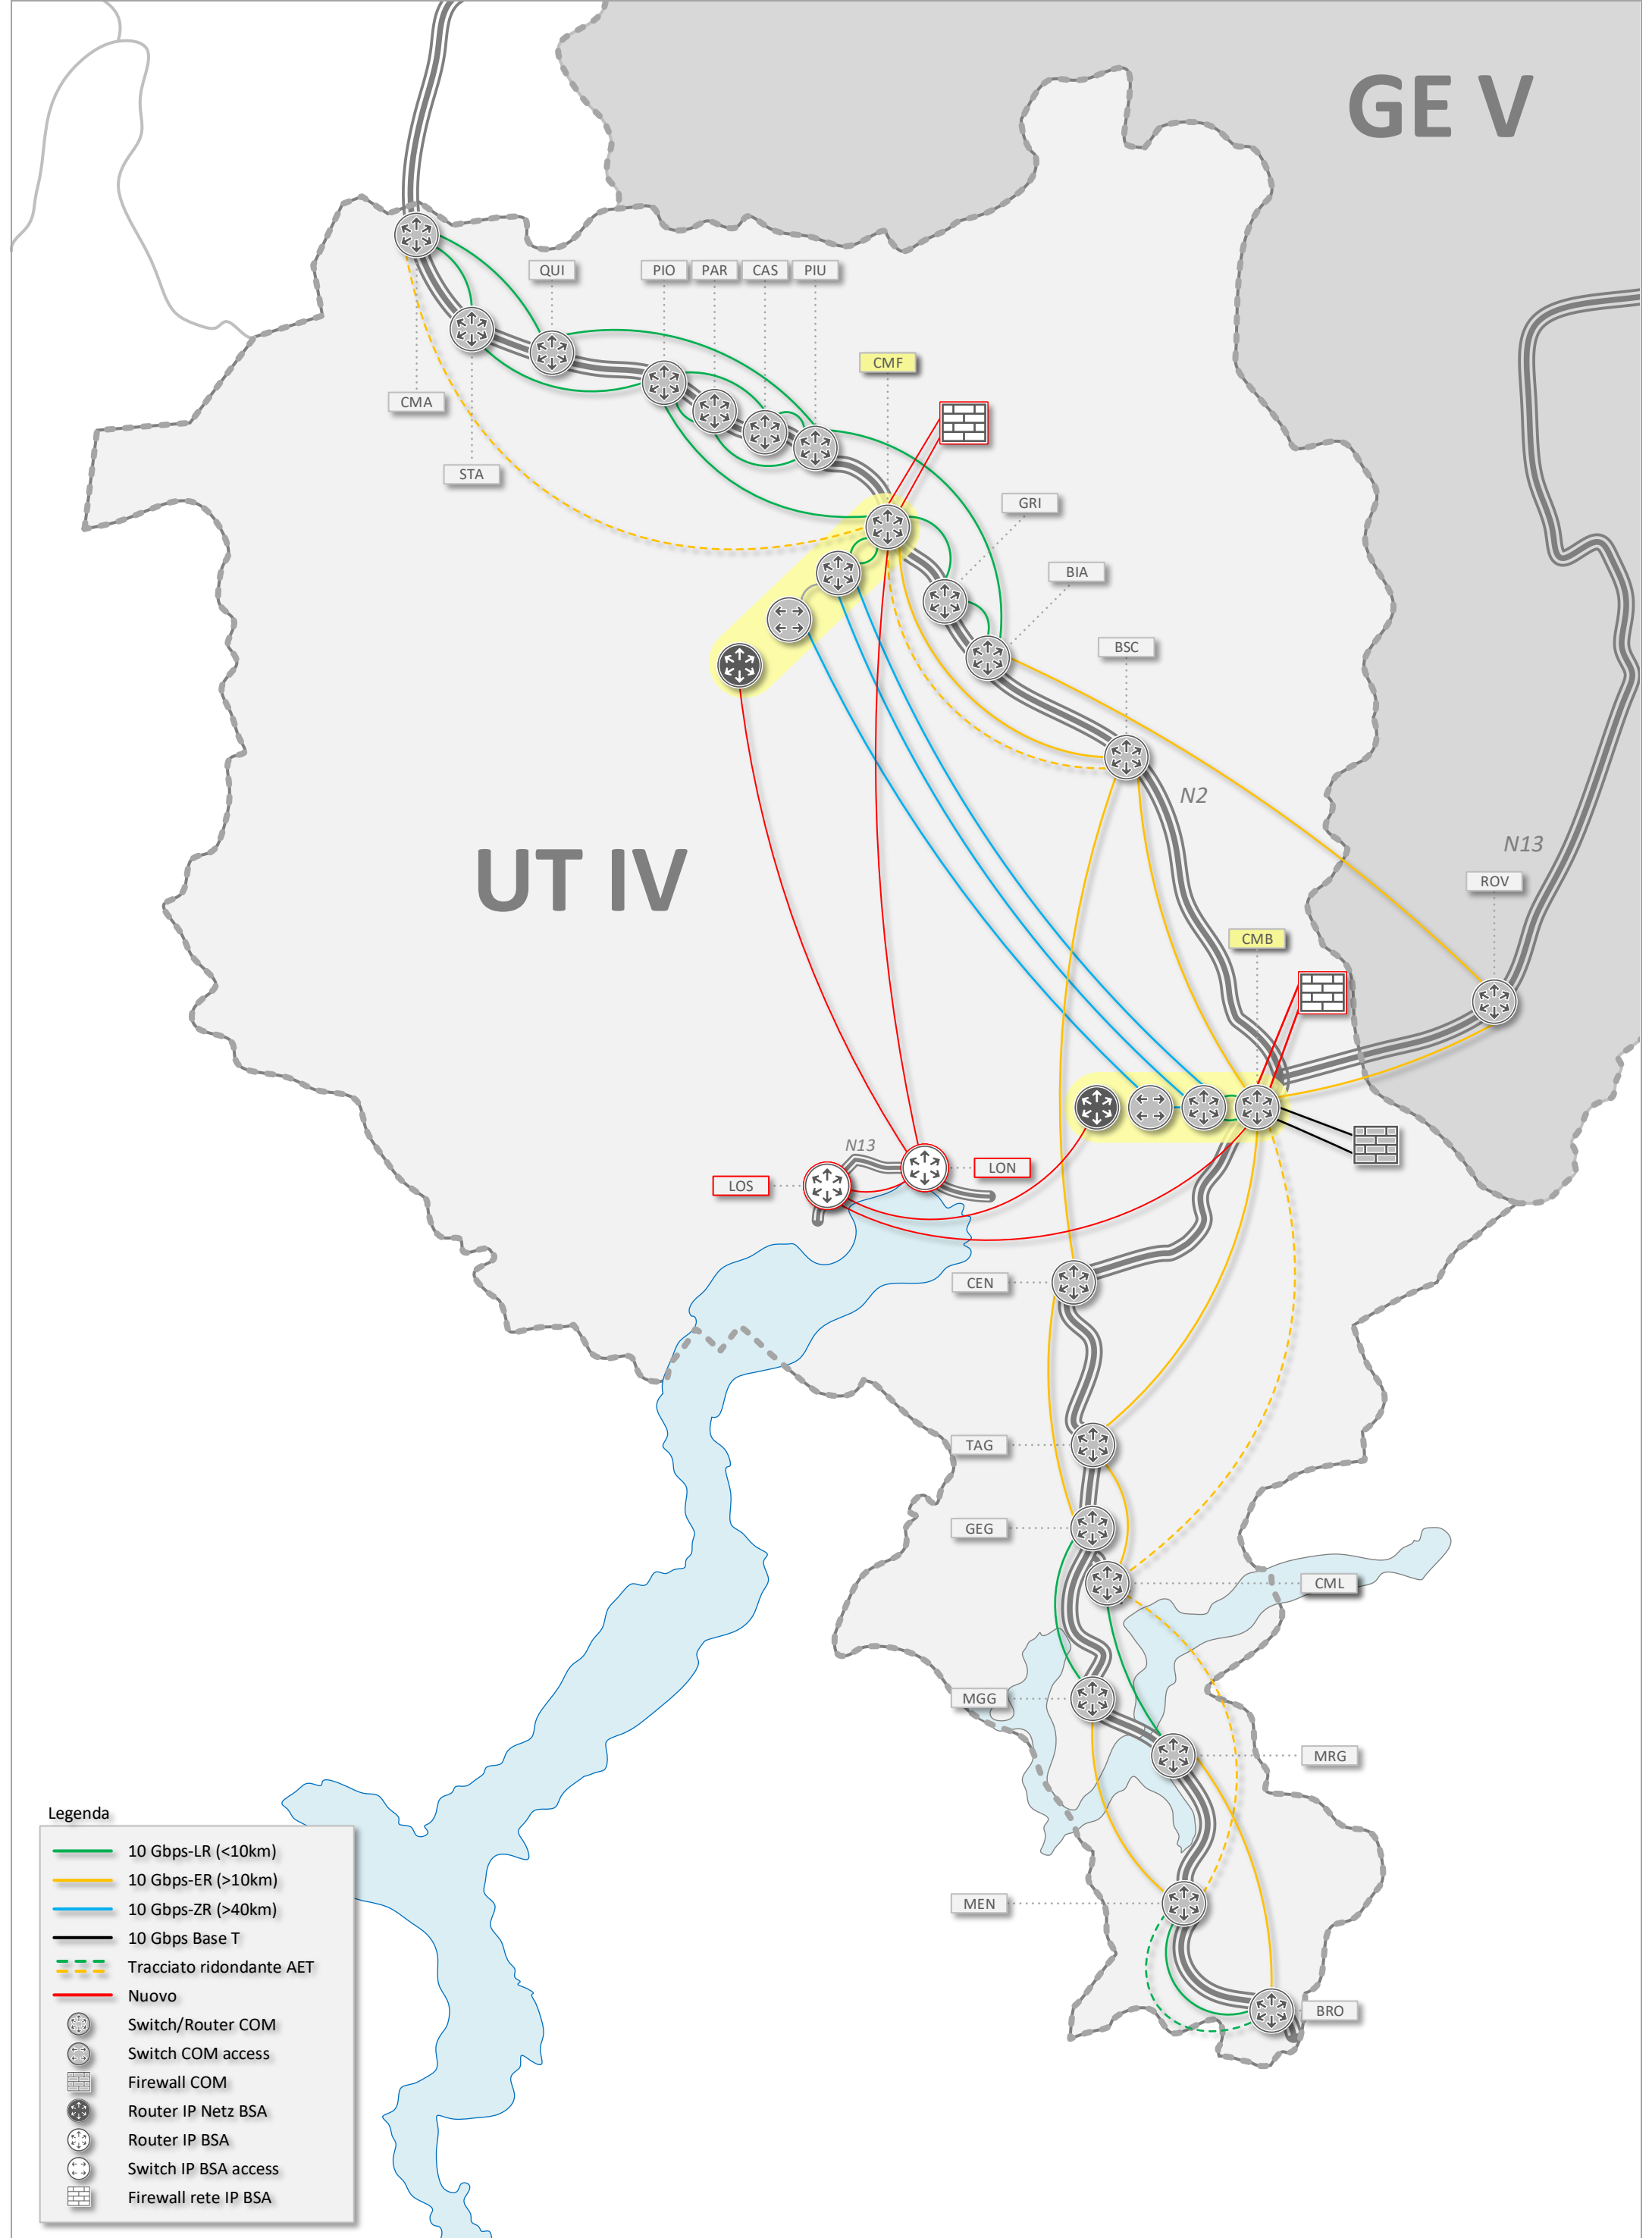 GE V
QUI
PIO
PAR
CAS
PIU
CMF
CMA
STA
GRI
BIA
BSC
N2
UT IV
N13
ROV
CMB
N13
LOS
LON
CEN
TAG
GEG
CML
MGG
MRG
MEN
BRO
Legenda
10 Gbps-LR (<10km)
10 Gbps-ER (>10km)
10 Gbps-ZR (>40km)
10 Gbps Base T
Tracciato ridondante AET
Nuovo
Switch/Router COM
Switch COM access
Firewall COM
Router IP Netz BSA
Router IP BSA
Switch IP BSA access
Firewall rete IP BSA